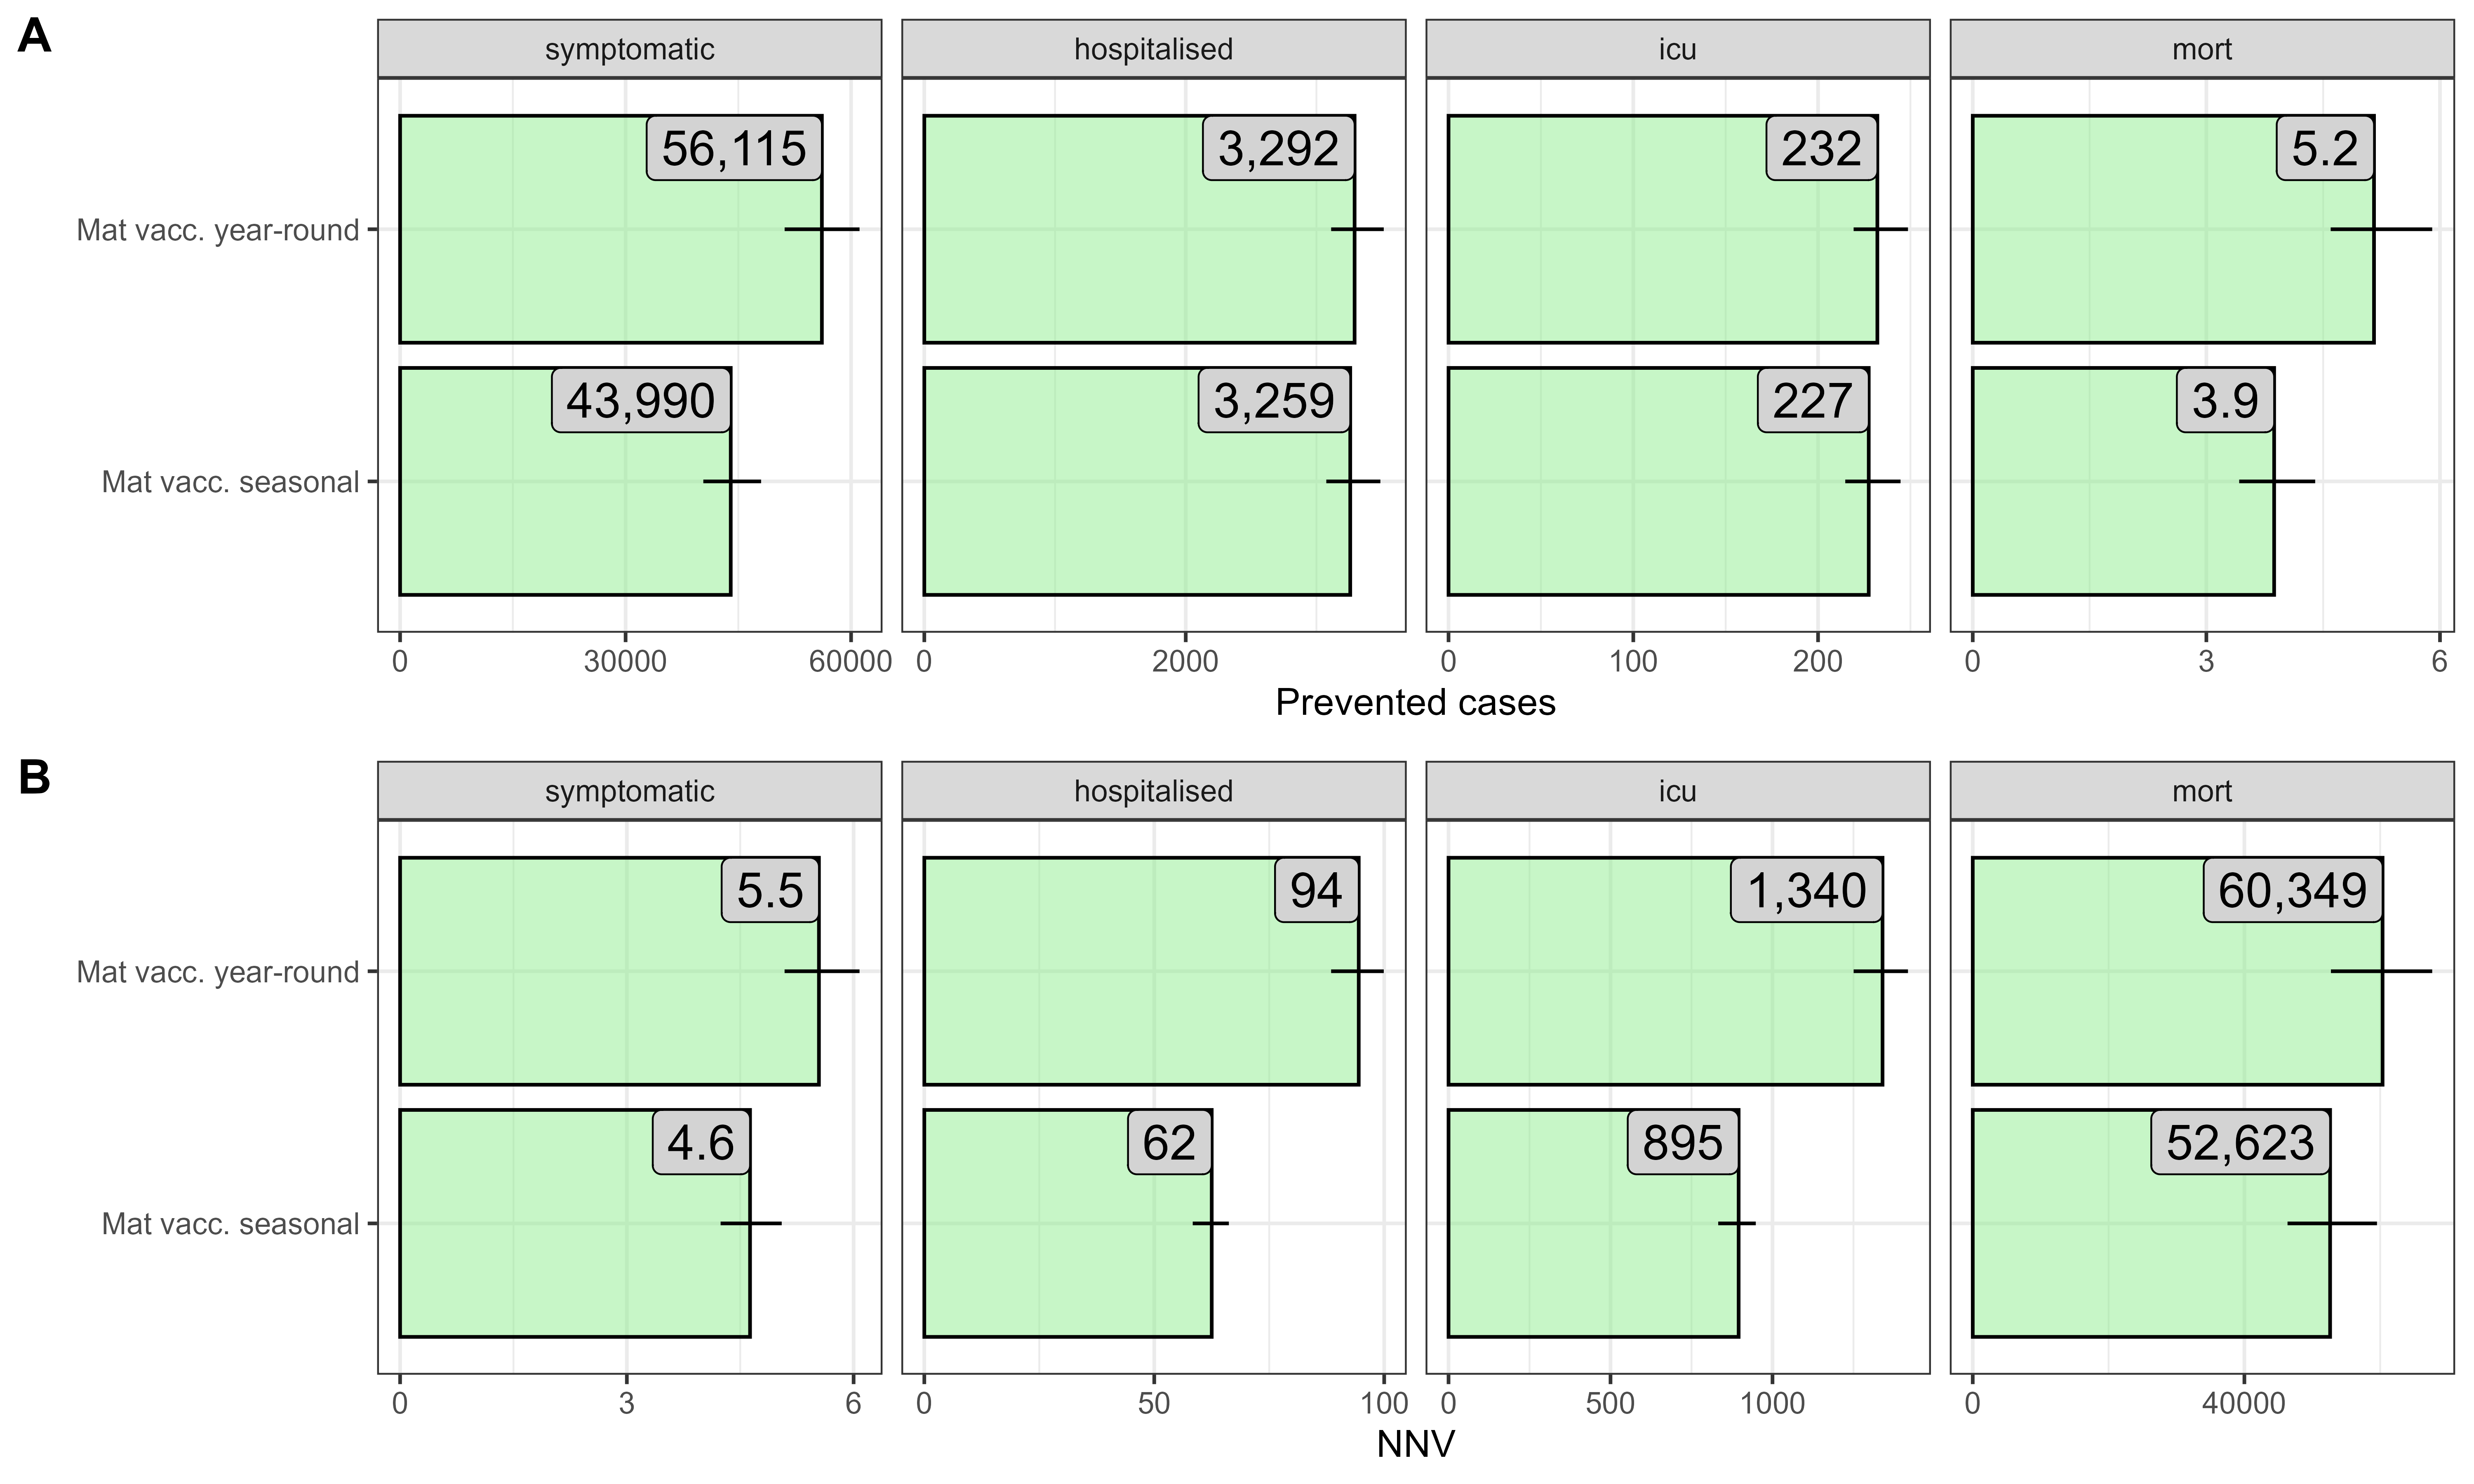 A
symptomatic hospitalised icu mort
56,115 3,292 232 5.2
Mat vacc. year-round
43,990 3,259 227 3.9
Mat vacc. seasonal
0 30000 60000 0 2000 0 100 200 0 3 6
Prevented cases
B
symptomatic hospitalised icu mort
5.5 94 1,340 60,349
Mat vacc. year-round
4.6 62 895 52,623
Mat vacc. seasonal
0 3 6 0 50 100 0 500 1000 0 40000
NNV